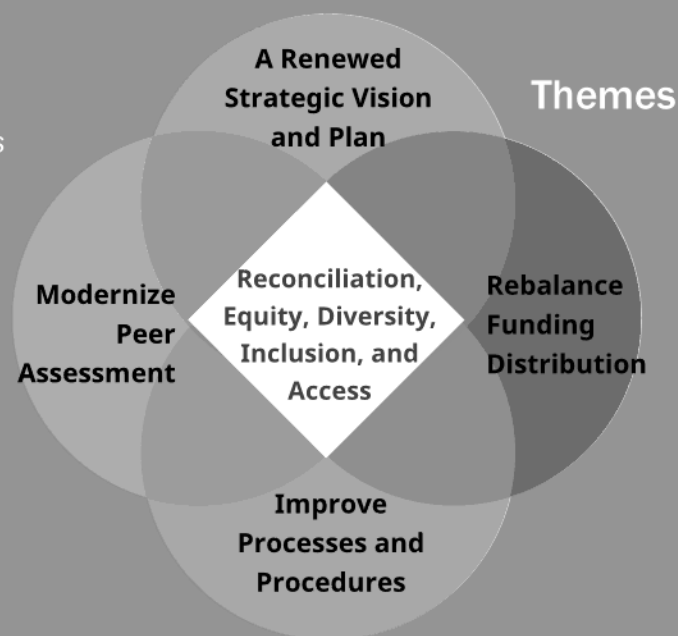 A Renewed
Strategic Vision
and Plan
Themes
s
Modernize
Peer
Assessment
Reconciliation,
Equity, Diversity,
Inclusion, and
Access
Rebalance
Funding
Distribution
Improve
Processes and
Procedures